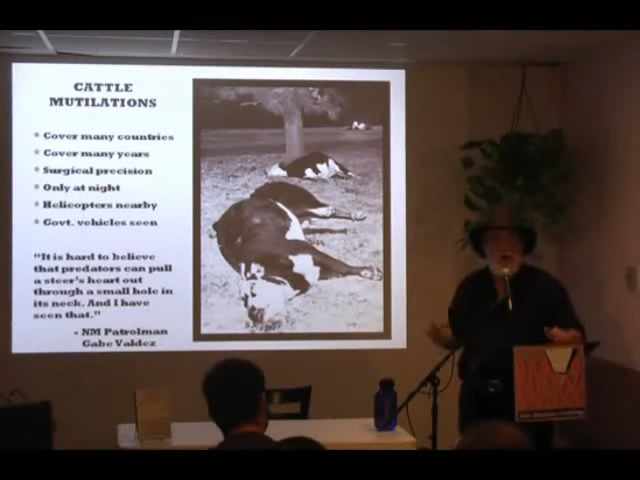 CATTLE
MUTILATIONS
* Cover many countries
* Cover many years
* Surgical precision
* Only at night
* Helicopters nearby
* Govt. vehicles seen
“It is hard to believe
that predators can pull
a steer’s heart out
through a small hole in
its neck. And I have
seen that.”
- NM Patrolman
Gabe Valdez